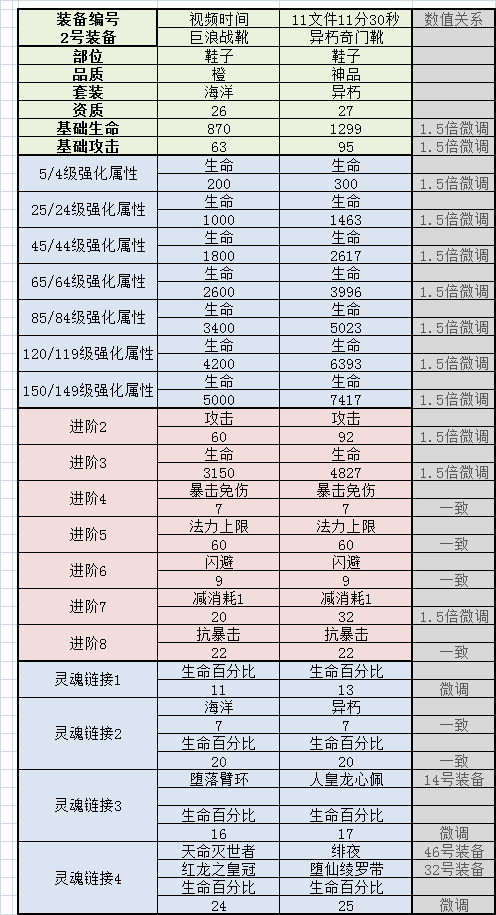 装备编号 视频时间 11文件11分30秒 数值关系
2号装备 巨浪战靴 异朽奇门靴
部位 鞋子 鞋子
品质 橙 神品
套装 海洋 异朽
资质 26 27
基础生命 870 1299 1.5倍微调
基础攻击 63 95 1.5倍微调
5/4级强化属性 生命 生命
200 300 1.5倍微调
25/24级强化属性 生命 生命
1000 1463 1.5倍微调
45/44级强化属性 生命 生命
1800 2617 1.5倍微调
65/64级强化属性 生命 生命
2600 3996 1.5倍微调
85/84级强化属性 生命 生命
3400 5023 1.5倍微调
120/119级强化属性 生命 生命
4200 6393 1.5倍微调
150/149级强化属性 生命 生命
5000 7417 1.5倍微调
进阶2 攻击 攻击
60 92 1.5倍微调
进阶3 生命 生命
3150 4827 1.5倍微调
进阶4 暴击免伤 暴击免伤
7 7 一致
进阶5 法力上限 法力上限
60 60 一致
进阶6 闪避 闪避
9 9 一致
进阶7 减消耗1 减消耗1
20 32 1.5倍微调
进阶8 抗暴击 抗暴击
22 22 一致
灵魂链接1 生命百分比 生命百分比
11 13 微调
灵魂链接2 海洋 异朽
7 7 一致
生命百分比 生命百分比
20 20 一致
灵魂链接3 堕落臂环 人皇龙心佩 14号装备
生命百分比 生命百分比
16 17 微调
灵魂链接4 天命灭世者 绯夜 46号装备
红龙之皇冠 堕仙绫罗带 32号装备
生命百分比 生命百分比
24 25 微调